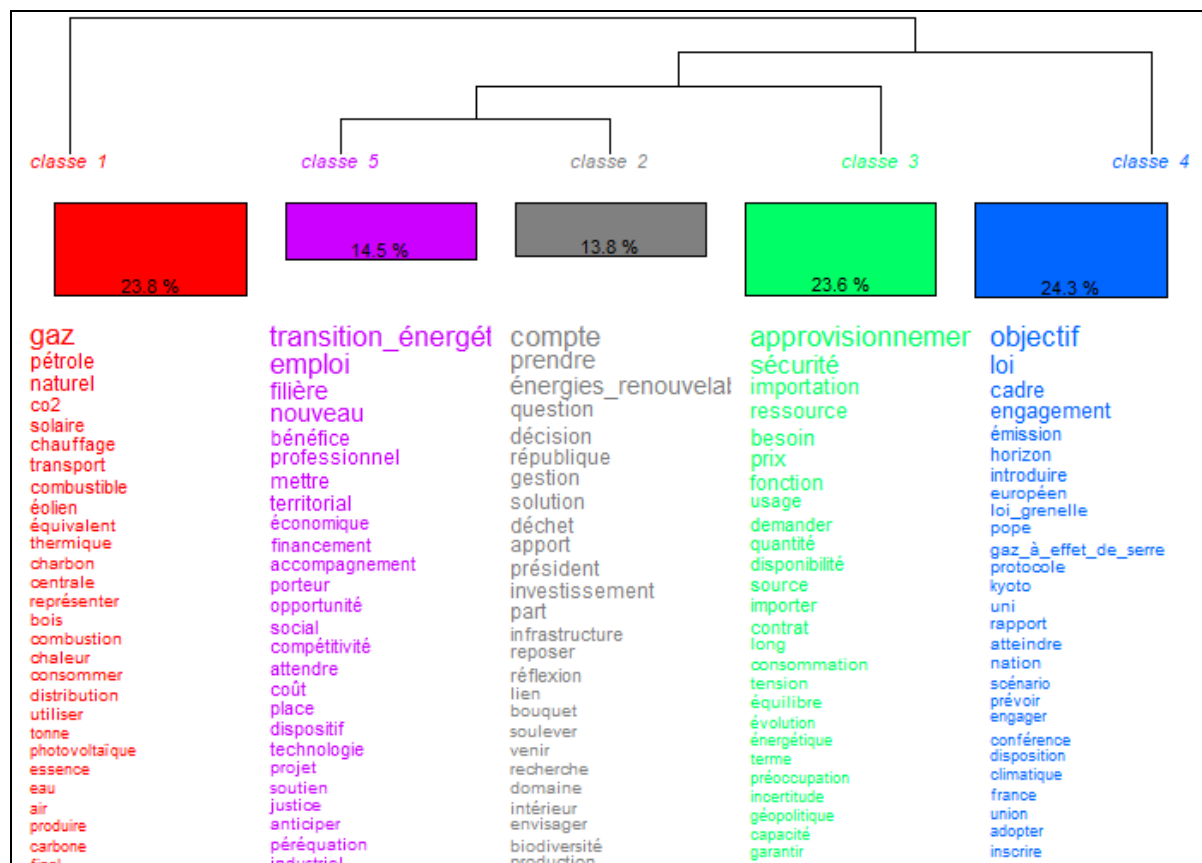 classe 1
classe 5
classe 2
classe 3
classe 4
23.8 %
14.5 %
13.8 %
23.6 %
24.3 %
gaz
pétrole
naturel
co2
solaire
chauffage
transport
combustible
éolien
équivalent
thermique
charbon
centrale
représenter
bois
combustion
chaleur
consommer
distribution
utiliser
tonne
photovoltaïque
essence
eau
air
produire
carbone
final
transition_énergét
emploi
filière
nouveau
bénéfice
professionnel
mettre
territorial
économique
financement
accompagnement
porteur
opportunité
social
compétitivité
attendre
coût
place
dispositif
technologie
projet
soutien
justice
anticiper
péréquation
industriel
compte
prendre
énergies_renouvelab
question
décision
république
gestion
solution
déchet
apport
président
investissement
part
infrastructure
reposer
réflexion
lien
bouquet
soulever
venir
recherche
domaine
intérieur
envisager
biodiversité
production
approvisionnemer
sécurité
importation
ressource
besoin
prix
fonction
usage
demander
quantité
disponibilité
source
importer
contrat
long
consommation
tension
équilibre
évolution
énergétique
terme
préoccupation
incertitude
géopolitique
capacité
garantir
objectif
loi
cadre
engagement
émission
horizon
introduire
européen
loi_grenelle
pope
gaz_à_effet_de_serre
protocole
kyoto
uni
rapport
atteindre
nation
scénario
prévoir
engager
conférence
disposition
climatique
france
union
adopter
inscrire